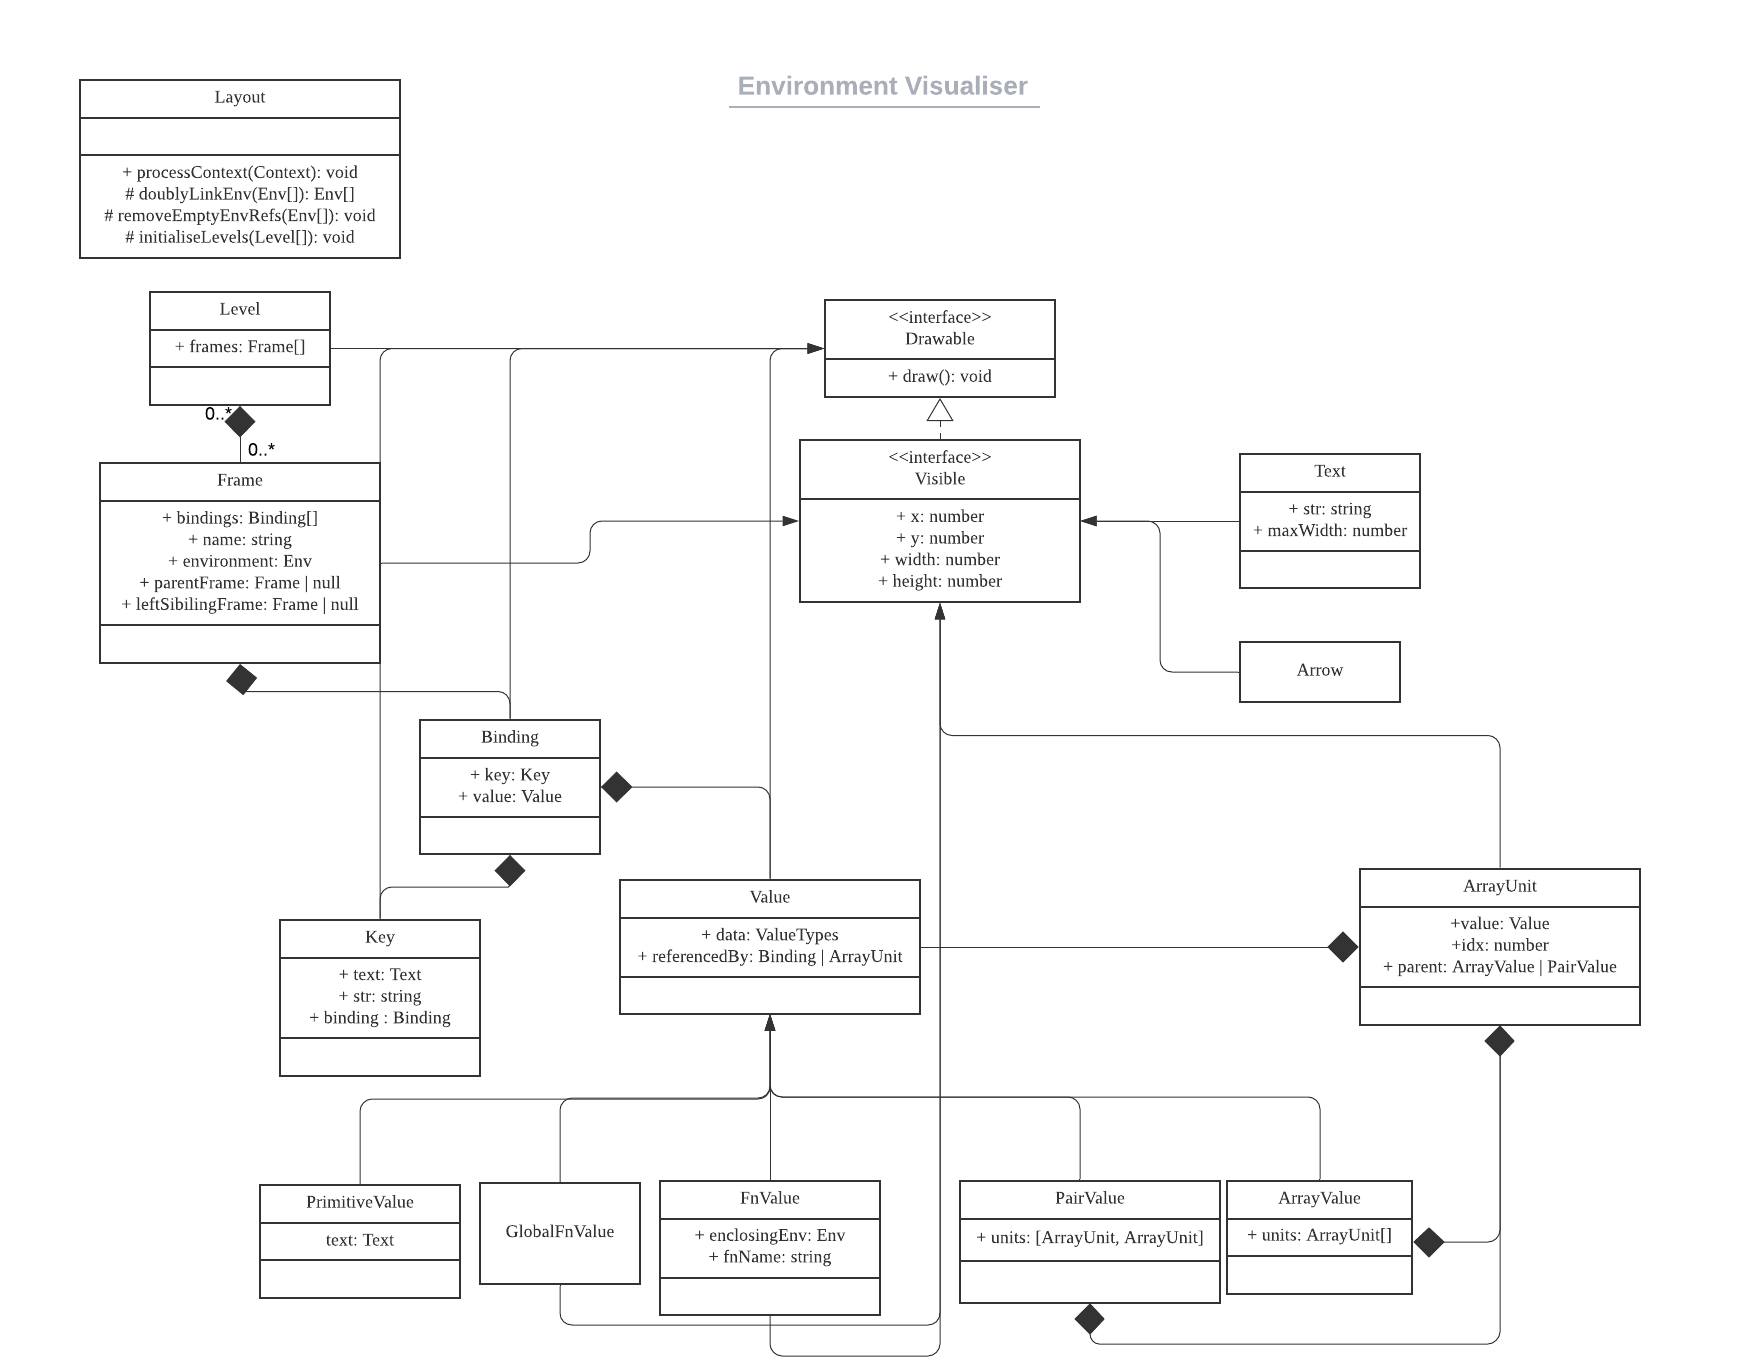 Environment Visualiser
Layout
+ processContext(Context): void
# doublyLinkEnv(Env[]): Env[]
# removeEmptyEnvRefs(Env[]): void
# initialiseLevels(Level[]): void
Level
+ frames: Frame[]
0..*
0..*
<<interface>>
Drawable
+ draw(): void
Frame
+ bindings: Binding[]
+ name: string
+ environment: Env
+ parentFrame: Frame | null
+ leftSibilingFrame: Frame | null
<<interface>>
Visible
+ x: number
+ y: number
+ width: number
+ height: number
Text
+ str: string
+ maxWidth: number
Arrow
Binding
+ key: Key
+ value: Value
Key
+ text: Text
+ str: string
+ binding : Binding
Value
+ data: ValueTypes
+ referencedBy: Binding | ArrayUnit
ArrayUnit
+value: Value
+idx: number
+ parent: ArrayValue | PairValue
PrimitiveValue
text: Text
GlobalFnValue
FnValue
+ enclosingEnv: Env
+ fnName: string
PairValue
+ units: [ArrayUnit, ArrayUnit]
ArrayValue
+ units: ArrayUnit[]